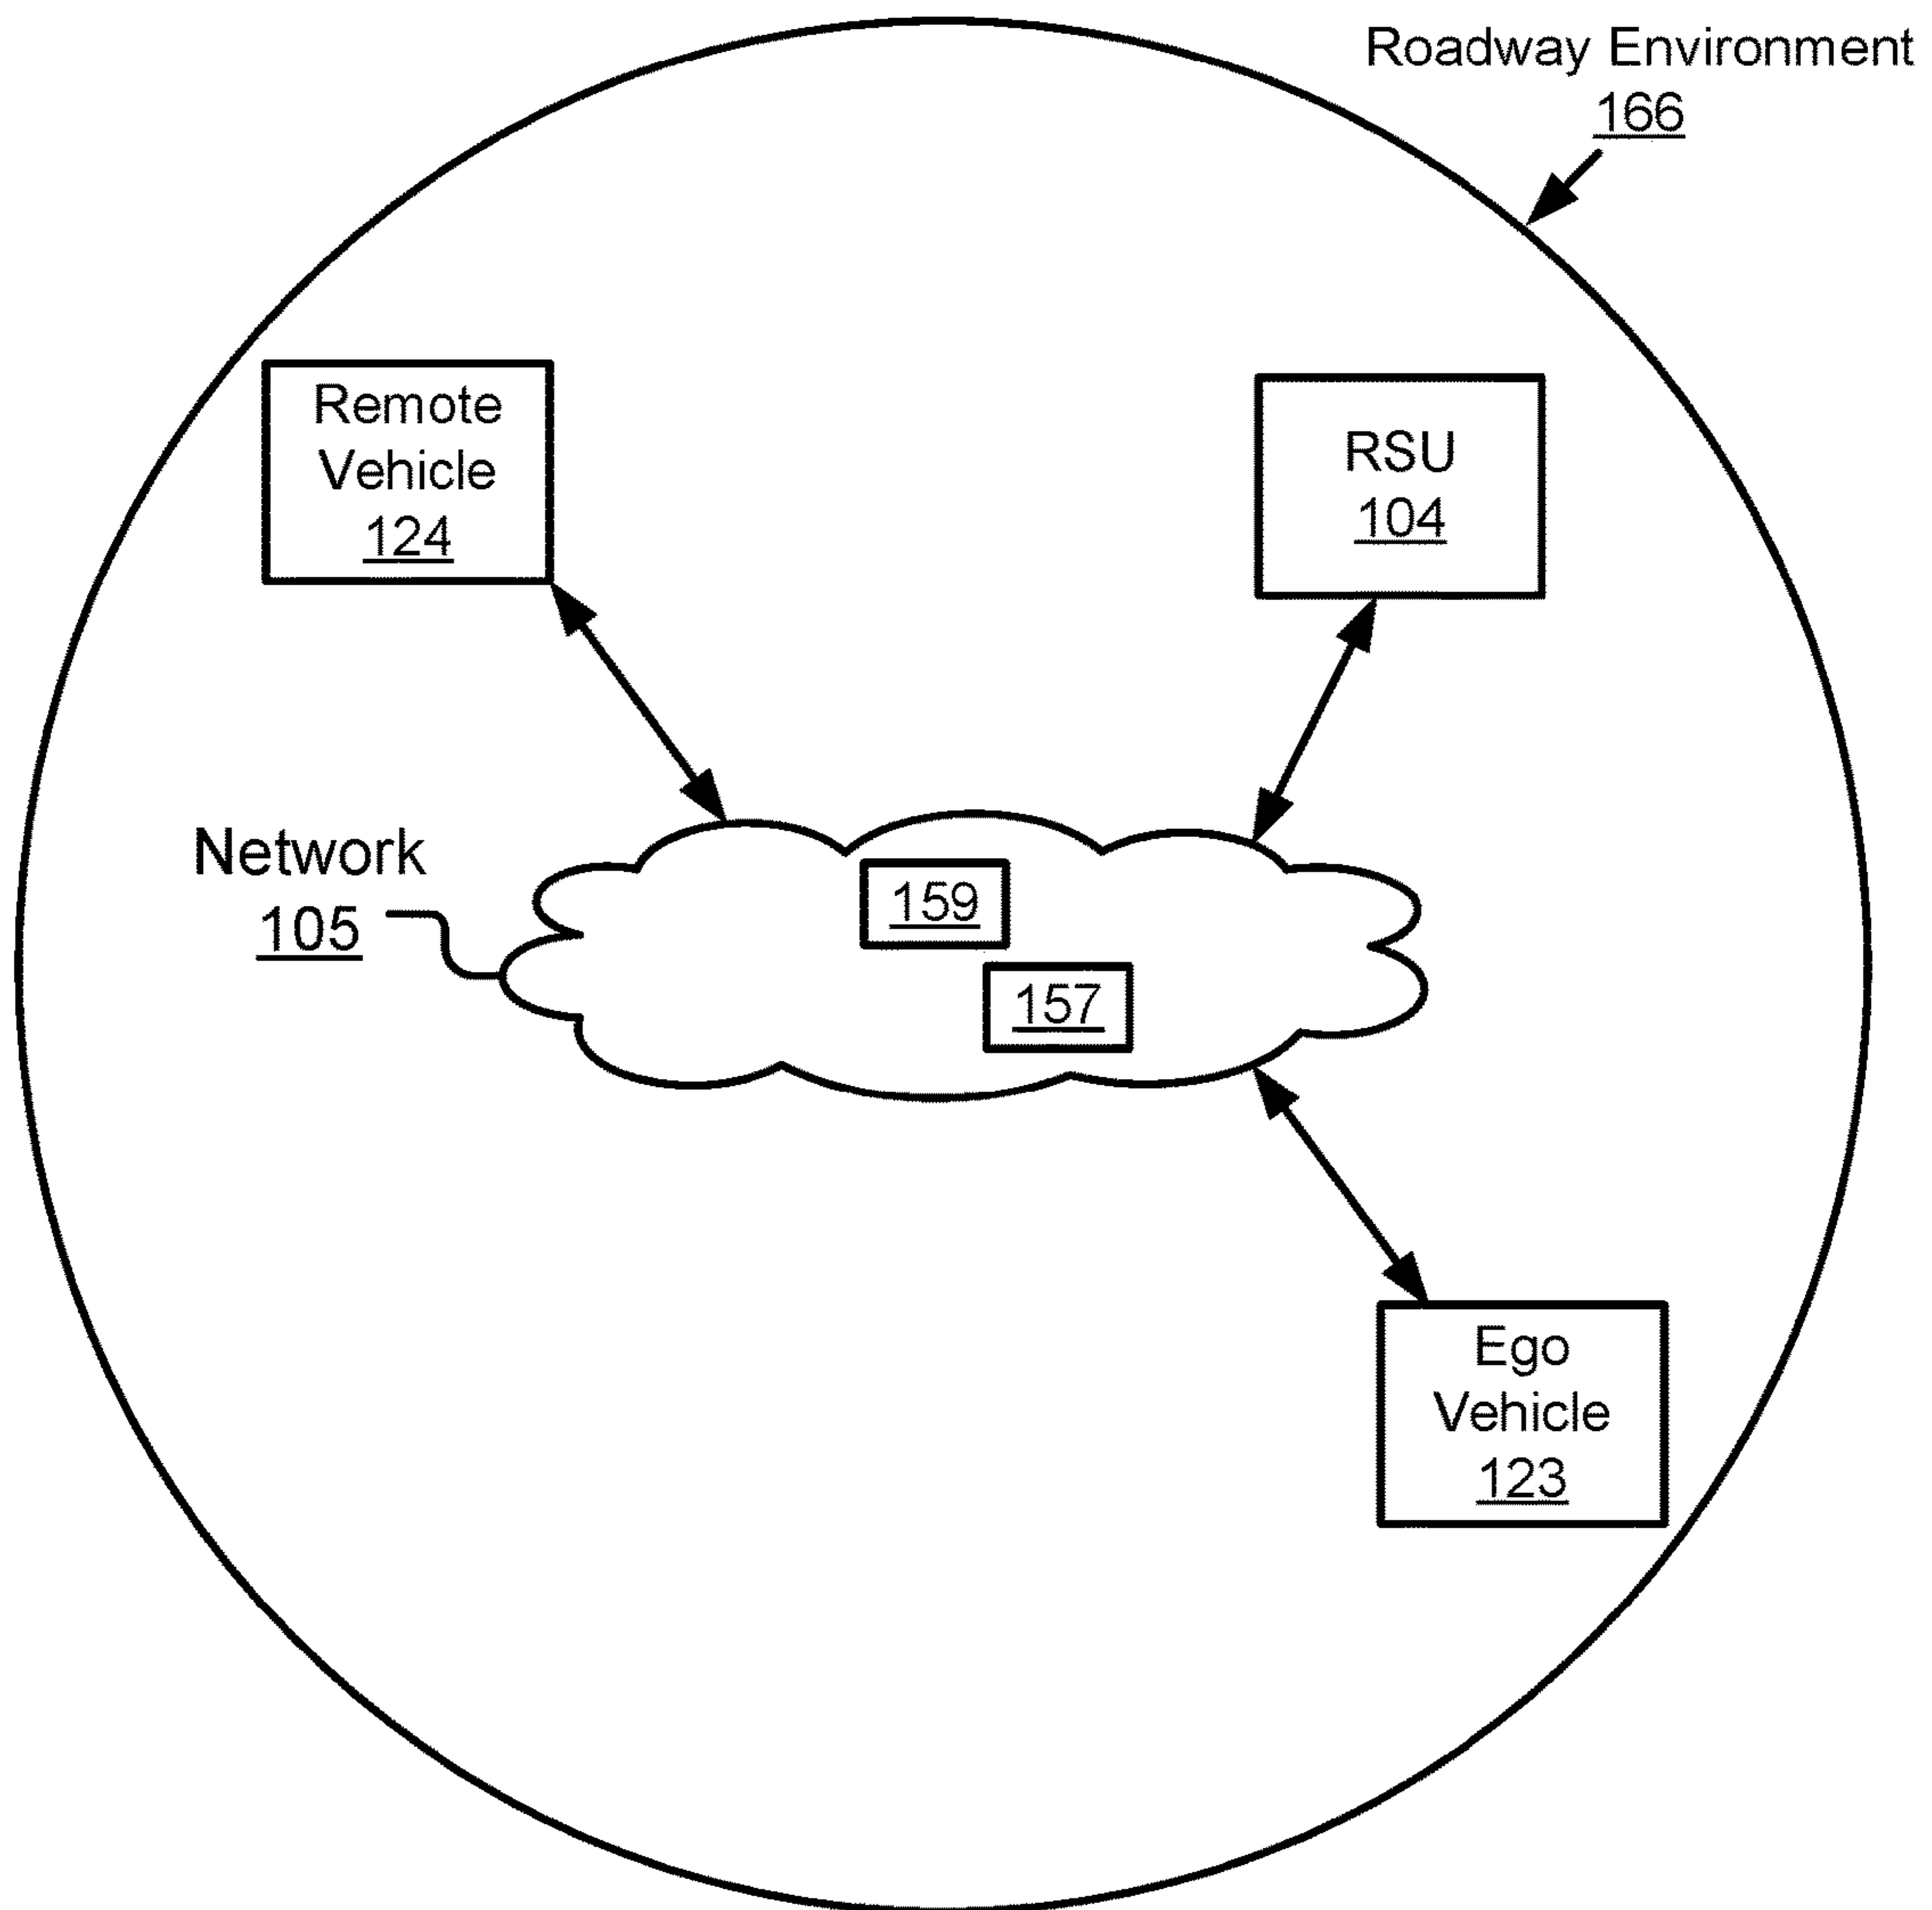 Roadway Environment
166
Remote
Vehicle
124
RSU
104
Network
105
159
157
Ego
Vehicle
123